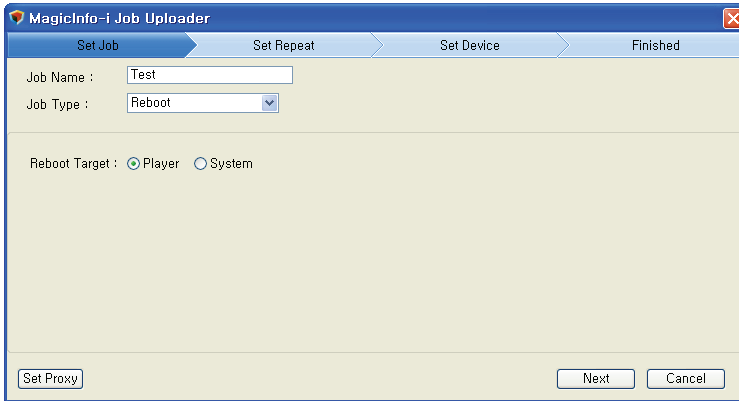 MagicInfo-i Job Uploader
Set Job Set Repeat Set Device Finished
Job Name : Test
Job Type : Reboot
Reboot Target : Player System
Set Proxy Next Cancel